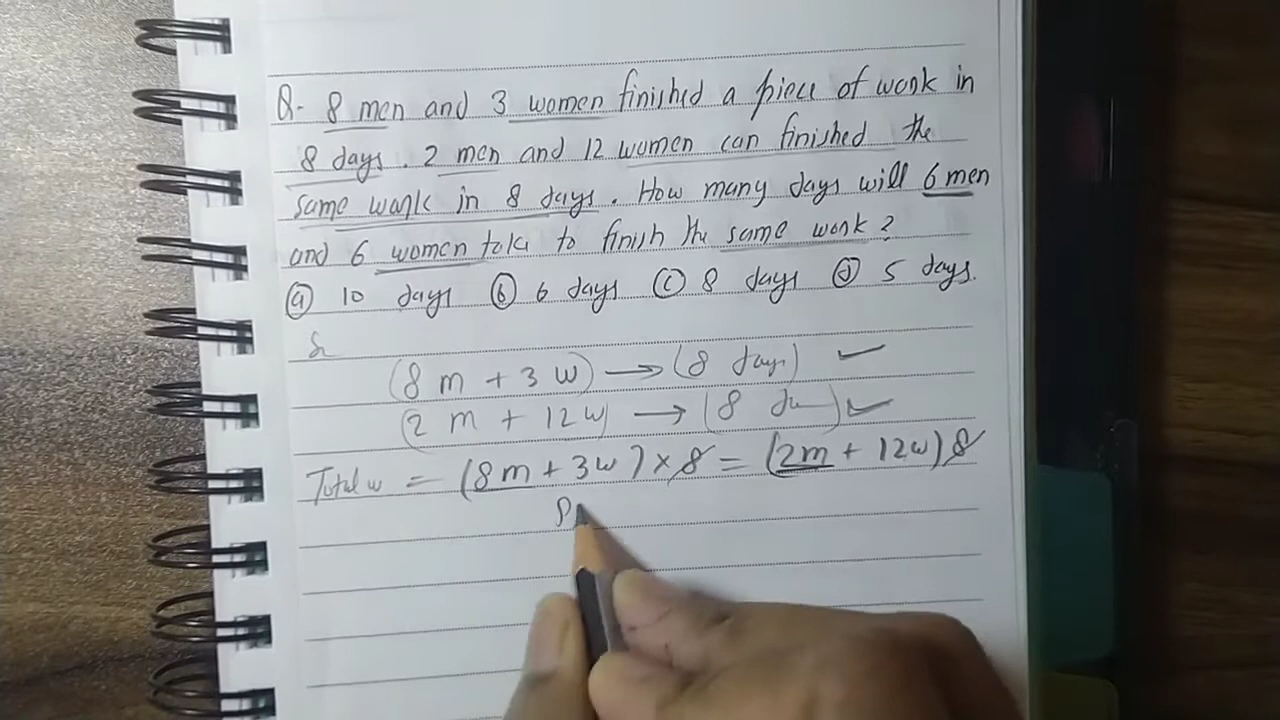 Q- 8 men and 3 women finished a piece of work in
8 days. 2 men and 12 women can finished the
same work in 8 days. How many days will 6 men
and 6 women take to finish the same work?
(a) 10 days (b) 6 days (c) 8 days (d) 5 days.
(8 m + 3 W) → (8 days) ✓
(2 m + 12 W) → (8 da) ✓
Total w = (8m + 3w) × 8 = (2m + 12w) 8
8